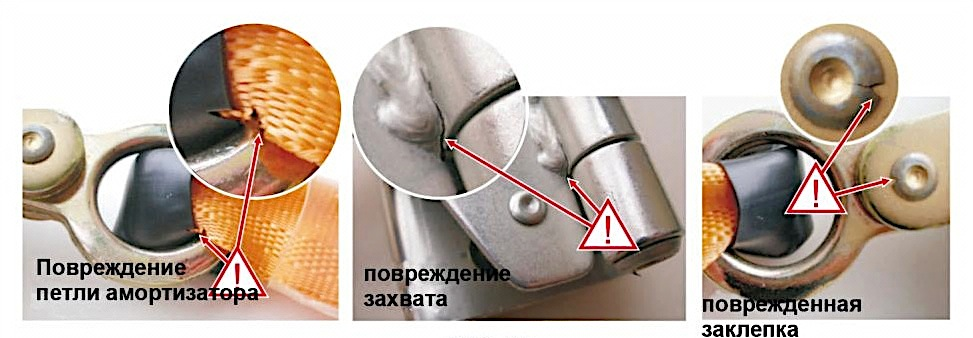 Повреждение
петли амортизатора
повреждение
захвата
поврежденная
заклепка
!
!
!